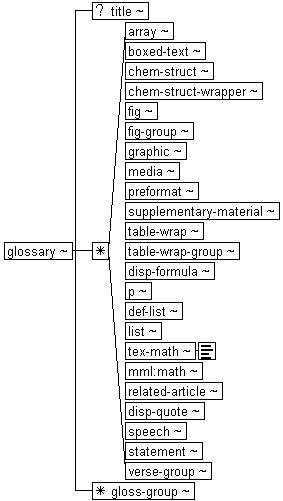 ? title ~
array ~
boxed-text ~
chem-struct ~
chem-struct-wrapper ~
fig ~
fig-group ~
graphic ~
media ~
preformat ~
supplementary-material ~
table-wrap ~
glossary ~ * table-wrap-group ~
disp-formula ~
p ~
def-list ~
list ~
tex-math ~
mml:math ~
related-article ~
disp-quote ~
speech ~
statement ~
verse-group ~
* gloss-group ~